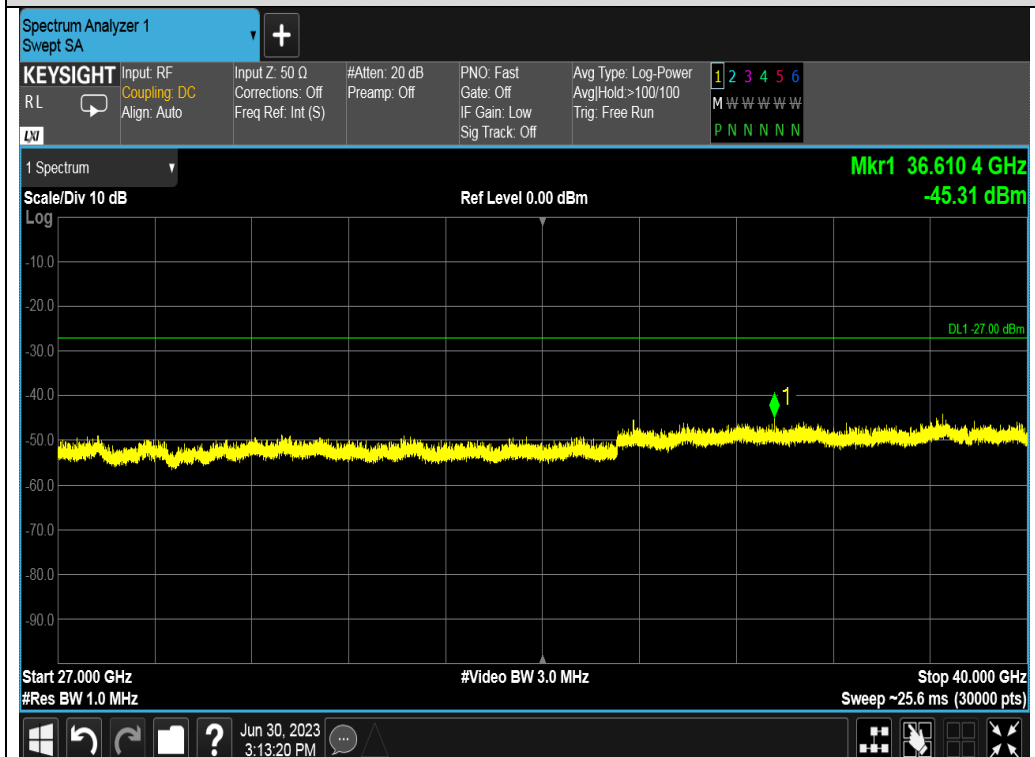 Spectrum Analyzer 1
Swept SA
KEYSIGHT
RL
LXI
Input: RF
Coupling: DC
Align: Auto
Input Z: 50 Ω
Corrections: Off
Freq Ref: Int (S)
#Atten: 20 dB
Preamp: Off
PNO: Fast
Gate: Off
IF Gain: Low
Sig Track: Off
Avg Type: Log-Power
Avg|Hold:>100/100
Trig: Free Run
1 2 3 4 5 6
M W W W W W
P N N N N N
1 Spectrum
Mkr1 36.610 4 GHz
-45.31 dBm
Scale/Div 10 dB
Ref Level 0.00 dBm
Log
-10.0
-20.0
DL1 -27.00 dBm
-30.0
-40.0
1
-50.0
-60.0
-70.0
-80.0
-90.0
Start 27.000 GHz
#Video BW 3.0 MHz
Stop 40.000 GHz
#Res BW 1.0 MHz
Sweep ~25.6 ms (30000 pts)
?
Jun 30, 2023
3:13:20 PM